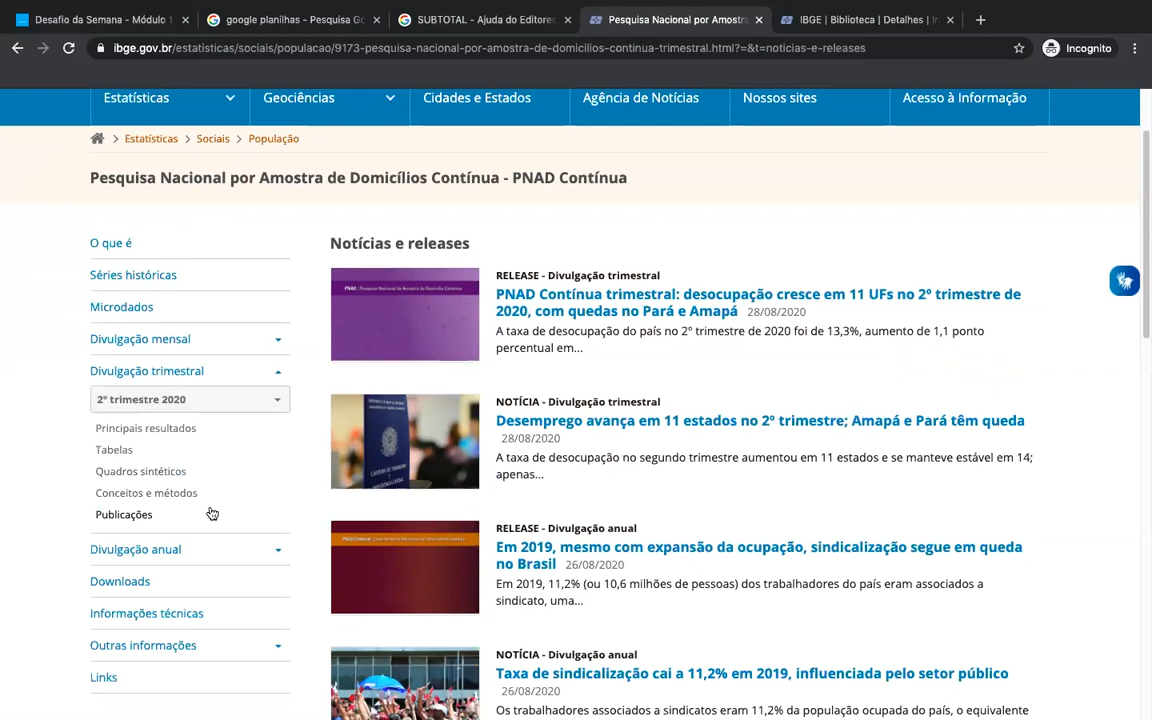 Desafio da Semana - Módulo 1
google planilhas - Pesquisa Go
SUBTOTAL - Ajuda do Editores
Pesquisa Nacional por Amostra
IBGE | Biblioteca | Detalhes | In
ibge.gov.br/estatisticas/sociais/populacao/9173-pesquisa-nacional-por-amostra-de-domicilios-continua-trimestral.html?=&t=noticias-e-releases
Incognito
Estatísticas
Geociências
Cidades e Estados
Agência de Notícias
Nossos sites
Acesso à Informação
> Estatísticas > Sociais > População
Pesquisa Nacional por Amostra de Domicílios Contínua - PNAD Contínua
O que é
Séries históricas
Microdados
Divulgação mensal
Divulgação trimestral
2º trimestre 2020
Principais resultados
Tabelas
Quadros sintéticos
Conceitos e métodos
Publicações
Divulgação anual
Downloads
Informações técnicas
Outras informações
Links
Notícias e releases
RELEASE - Divulgação trimestral
PNAD Contínua trimestral: desocupação cresce em 11 UFs no 2º trimestre de
2020, com quedas no Pará e Amapá 28/08/2020
A taxa de desocupação do país no 2º trimestre de 2020 foi de 13,3%, aumento de 1,1 ponto
percentual em...
NOTÍCIA - Divulgação trimestral
Desemprego avança em 11 estados no 2º trimestre; Amapá e Pará têm queda
28/08/2020
A taxa de desocupação no segundo trimestre aumentou em 11 estados e se manteve estável em 14;
apenas...
RELEASE - Divulgação anual
Em 2019, mesmo com expansão da ocupação, sindicalização segue em queda
no Brasil 26/08/2020
Em 2019, 11,2% (ou 10,6 milhões de pessoas) dos trabalhadores do país eram associados a
sindicato, uma...
NOTÍCIA - Divulgação anual
Taxa de sindicalização cai a 11,2% em 2019, influenciada pelo setor público
26/08/2020
Os trabalhadores associados a sindicatos eram 11,2% da população ocupada do país, o equivalente